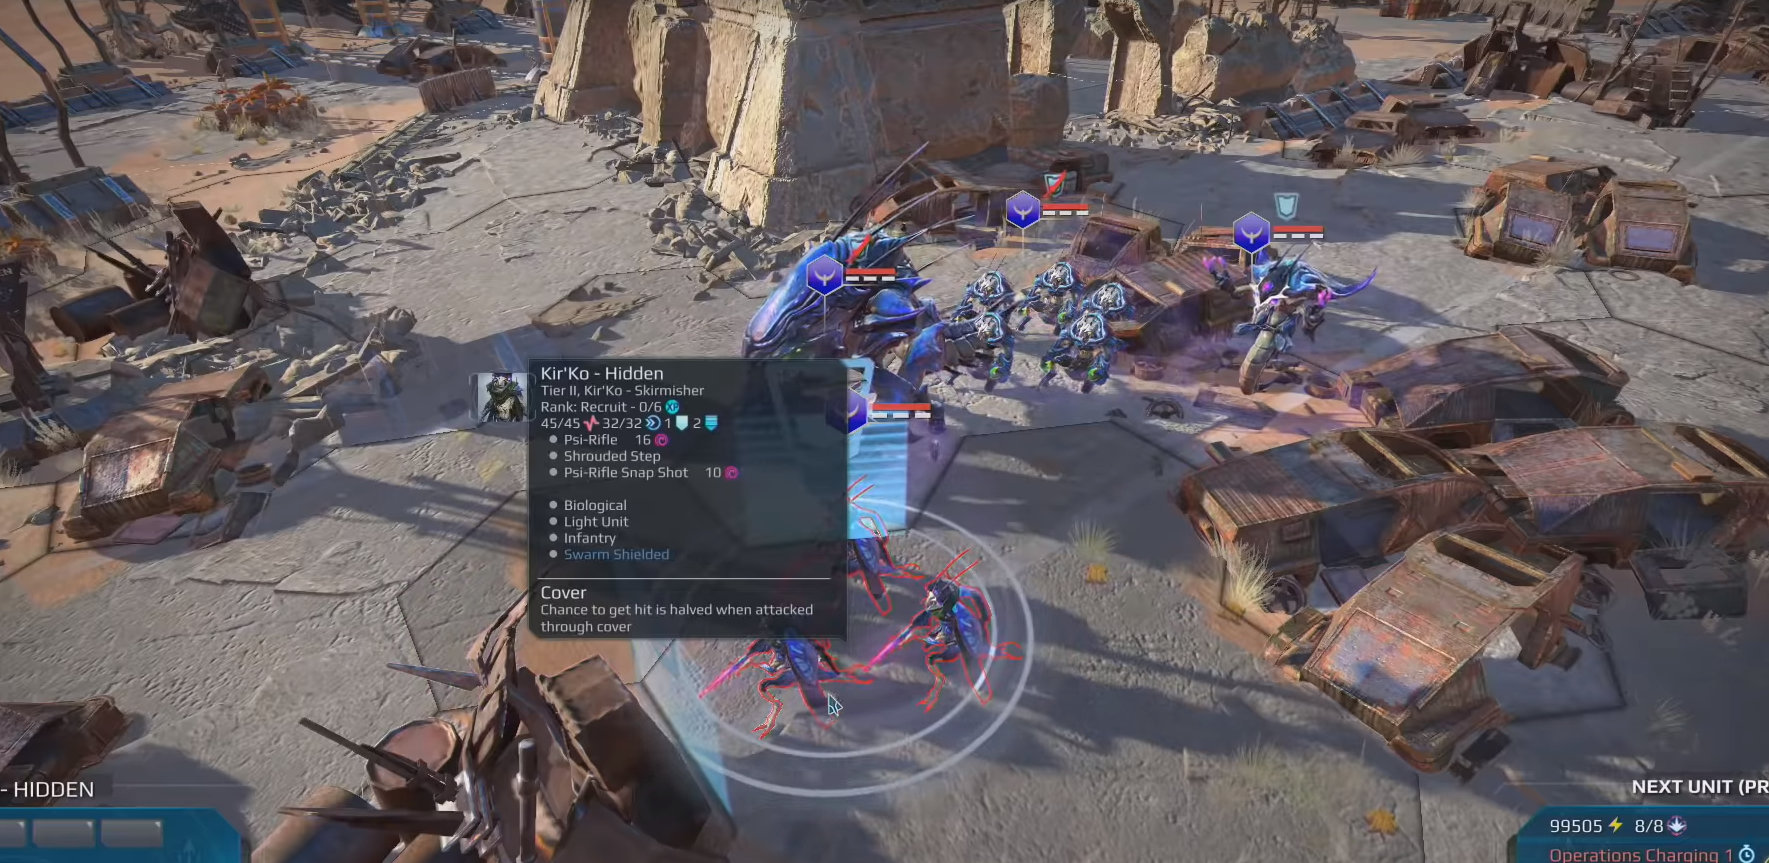 Kir'Ko - Hidden
Tier II, Kir'Ko - Skirmisher
Rank: Recruit - 0/6 XP
45/45 32/32 1 2
Psi-Rifle 16
Shrouded Step
Psi-Rifle Snap Shot 10
Biological
Light Unit
Infantry
Swarm Shielded
Cover
Chance to get hit is halved when attacked
through cover
- HIDDEN
NEXT UNIT (PR
99505 8/8
Operations Charging 1